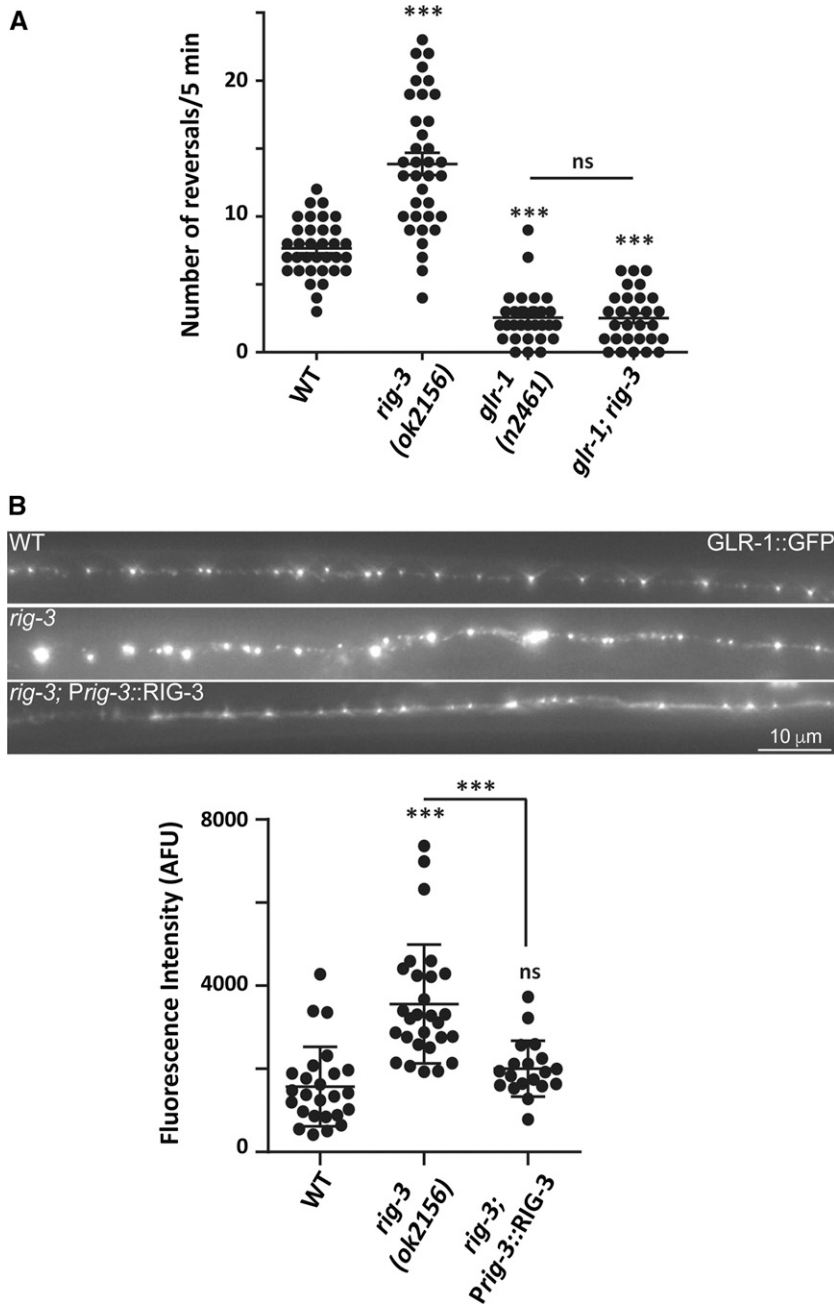 A
Number of reversals/5 min
20
10
0
***
***
ns
***
WT
rig-3
(ok2156)
glr-1
(n2461)
glr-1; rig-3
B
WT
GLR-1::GFP
rig-3
rig-3; Prig-3::RIG-3
10 μm
Fluorescence Intensity (AFU)
8000
4000
0
***
***
ns
WT
rig-3
(ok2156)
rig-3;
Prig-3::RIG-3